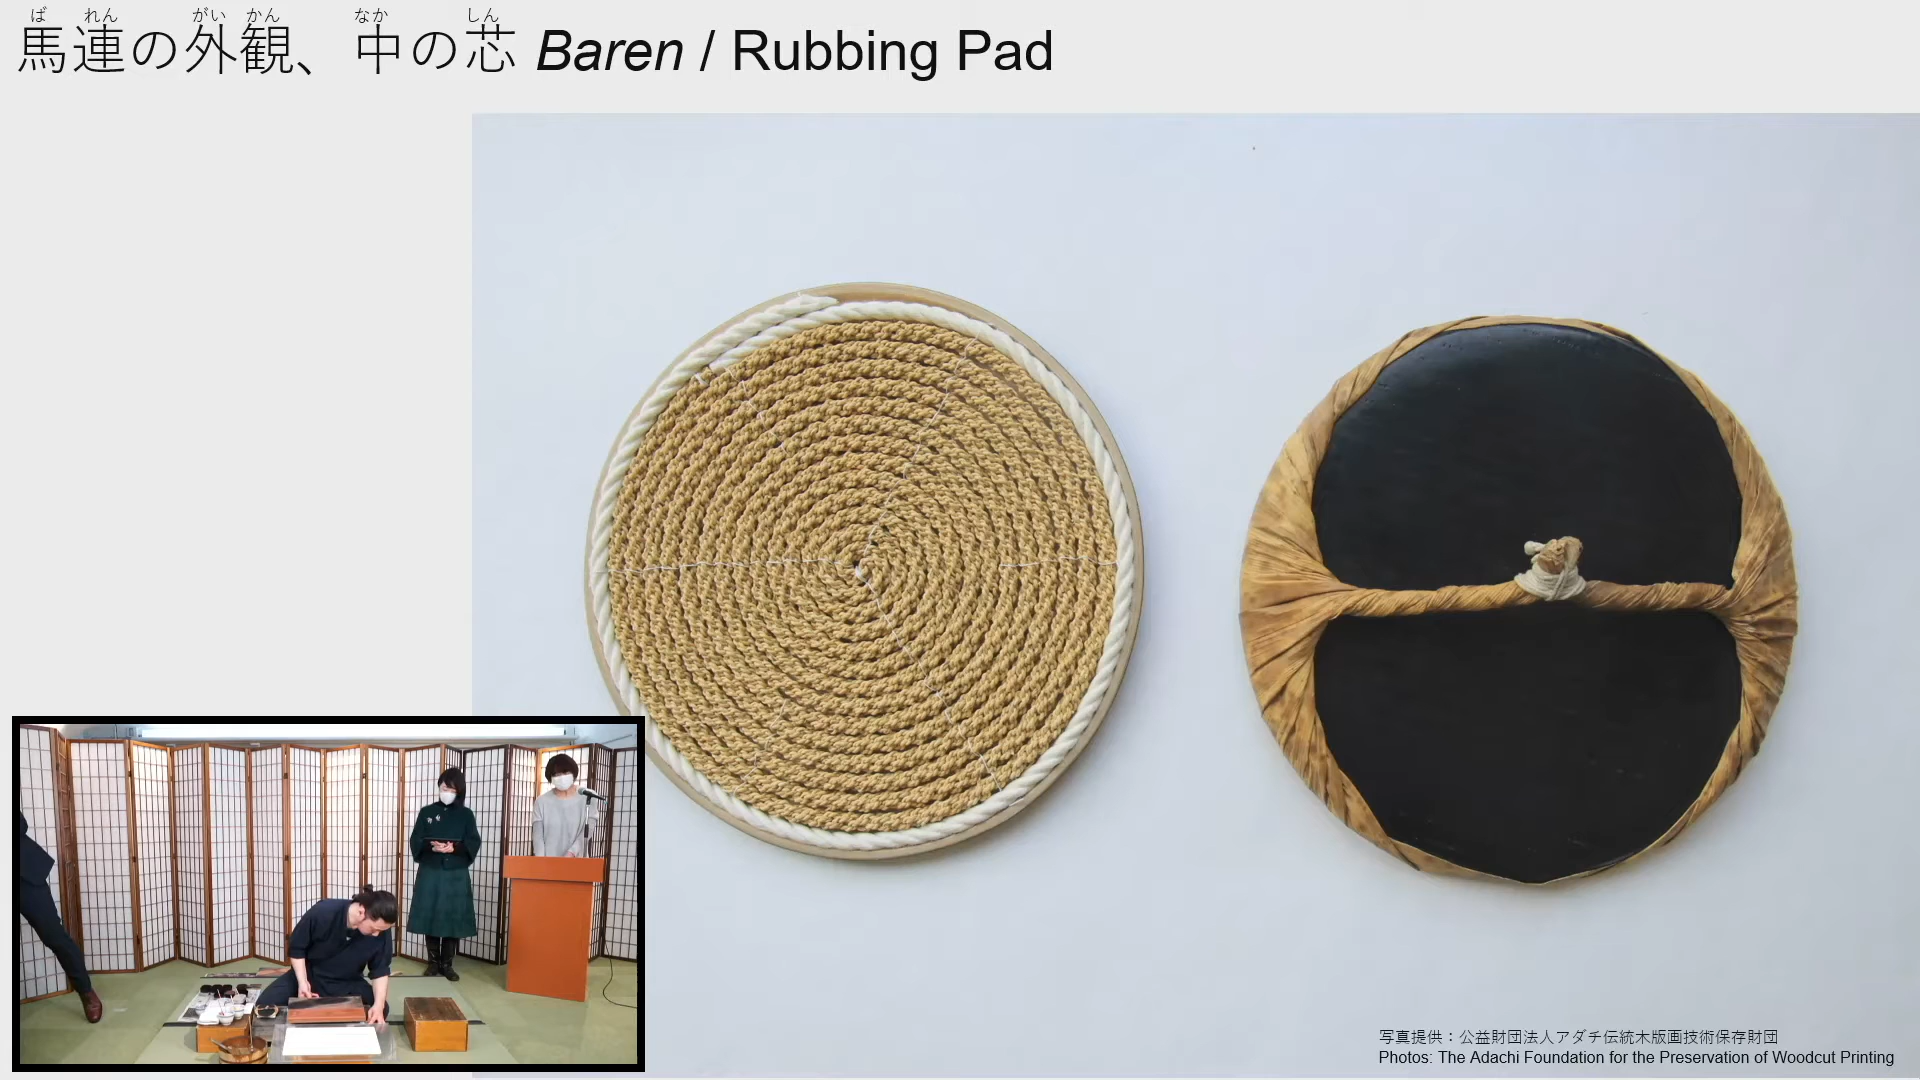 ば れん がい かん なか しん
馬連の外観、中の芯 Baren / Rubbing Pad
写真提供：公益財団法人アダチ伝統木版画技術保存財団
Photos: The Adachi Foundation for the Preservation of Woodcut Printing